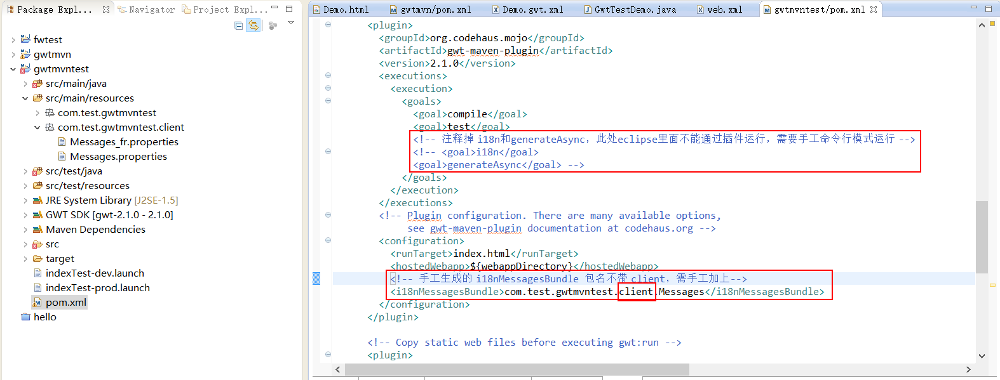 Package Expl...
Navigator
Project Expl...
fwtest
gwtmvn
gwtmvntest
src/main/java
src/main/resources
com.test.gwtmvntest
com.test.gwtmvntest.client
Messages_fr.properties
Messages.properties
src/test/java
src/test/resources
JRE System Library [J2SE-1.5]
GWT SDK [gwt-2.1.0 - 2.1.0]
Maven Dependencies
src
target
indexTest-dev.launch
indexTest-prod.launch
pom.xml
hello
Demo.html
gwtmvn/pom.xml
Demo.gwt.xml
GwtTestDemo.java
web.xml
gwtmvntest/pom.xml
<plugin>
<groupId>org.codehaus.mojo</groupId>
<artifactId>gwt-maven-plugin</artifactId>
<version>2.1.0</version>
<executions>
<execution>
<goals>
<goal>compile</goal>
<goal>test</goal>
<!-- 注释掉 i18n和generateAsync, 此处eclipse里面不能通过插件运行, 需要手工命令行模式运行 -->
<!-- <goal>i18n</goal>
<goal>generateAsync</goal> -->
</goals>
</execution>
</executions>
<!-- Plugin configuration. There are many available options,
see gwt-maven-plugin documentation at codehaus.org -->
<configuration>
<runTarget>index.html</runTarget>
<hostedWebapp>${webappDirectory}</hostedWebapp>
<!-- 手工生成的 i18nMessagesBundle 包名不带 client, 需手工加上-->
<i18nMessagesBundle>com.test.gwtmvntest.client.Messages</i18nMessagesBundle>
</configuration>
</plugin>
<!-- Copy static web files before executing gwt:run -->
<plugin>